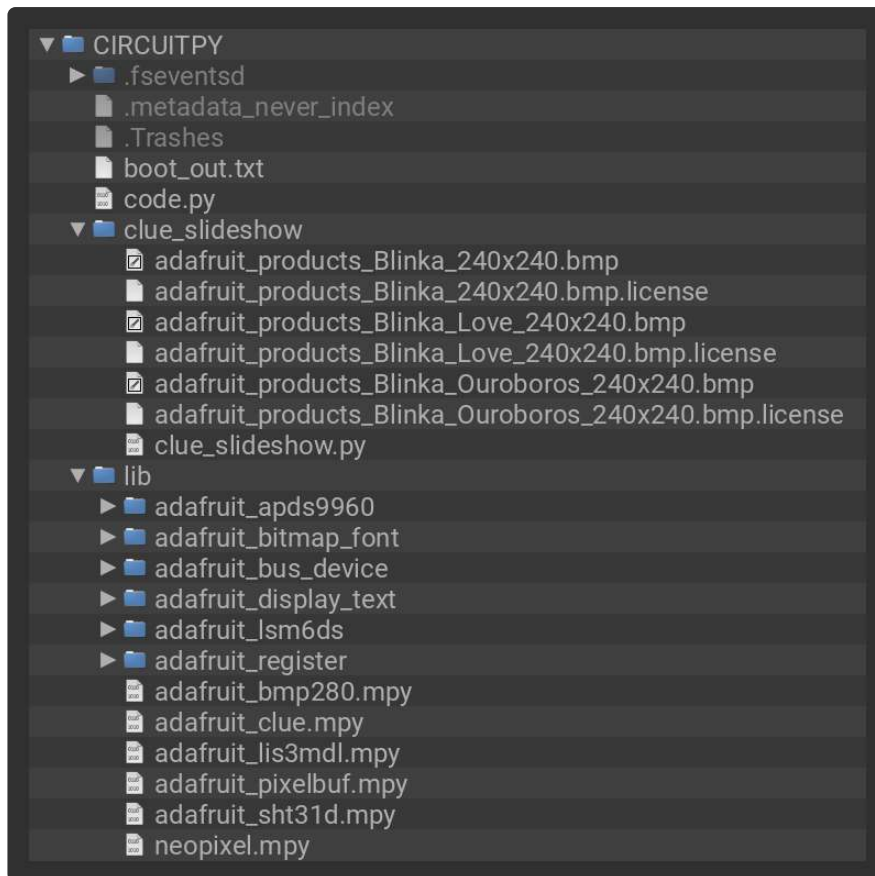 CIRCUITPY
.fseventsd
.metadata_never_index
.Trashes
boot_out.txt
code.py
clue_slideshow
adafruit_products_Blinka_240x240.bmp
adafruit_products_Blinka_240x240.bmp.license
adafruit_products_Blinka_Love_240x240.bmp
adafruit_products_Blinka_Love_240x240.bmp.license
adafruit_products_Blinka_Ouroboros_240x240.bmp
adafruit_products_Blinka_Ouroboros_240x240.bmp.license
clue_slideshow.py
lib
adafruit_apds9960
adafruit_bitmap_font
adafruit_bus_device
adafruit_display_text
adafruit_lsm6ds
adafruit_register
adafruit_bmp280.mpy
adafruit_clue.mpy
adafruit_lis3mdl.mpy
adafruit_pixelbuf.mpy
adafruit_sht31d.mpy
neopixel.mpy